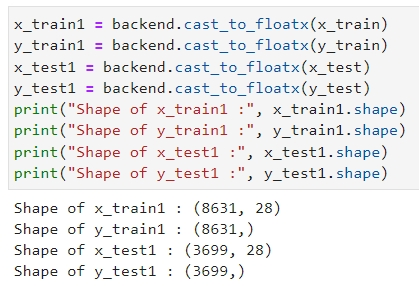 x_train1 = backend.cast_to_floatx(x_train)
y_train1 = backend.cast_to_floatx(y_train)
x_test1 = backend.cast_to_floatx(x_test)
y_test1 = backend.cast_to_floatx(y_test)
print("Shape of x_train1 :", x_train1.shape)
print("Shape of y_train1 :", y_train1.shape)
print("Shape of x_test1 :", x_test1.shape)
print("Shape of y_test1 :", y_test1.shape)
Shape of x_train1 : (8631, 28)
Shape of y_train1 : (8631,)
Shape of x_test1 : (3699, 28)
Shape of y_test1 : (3699,)